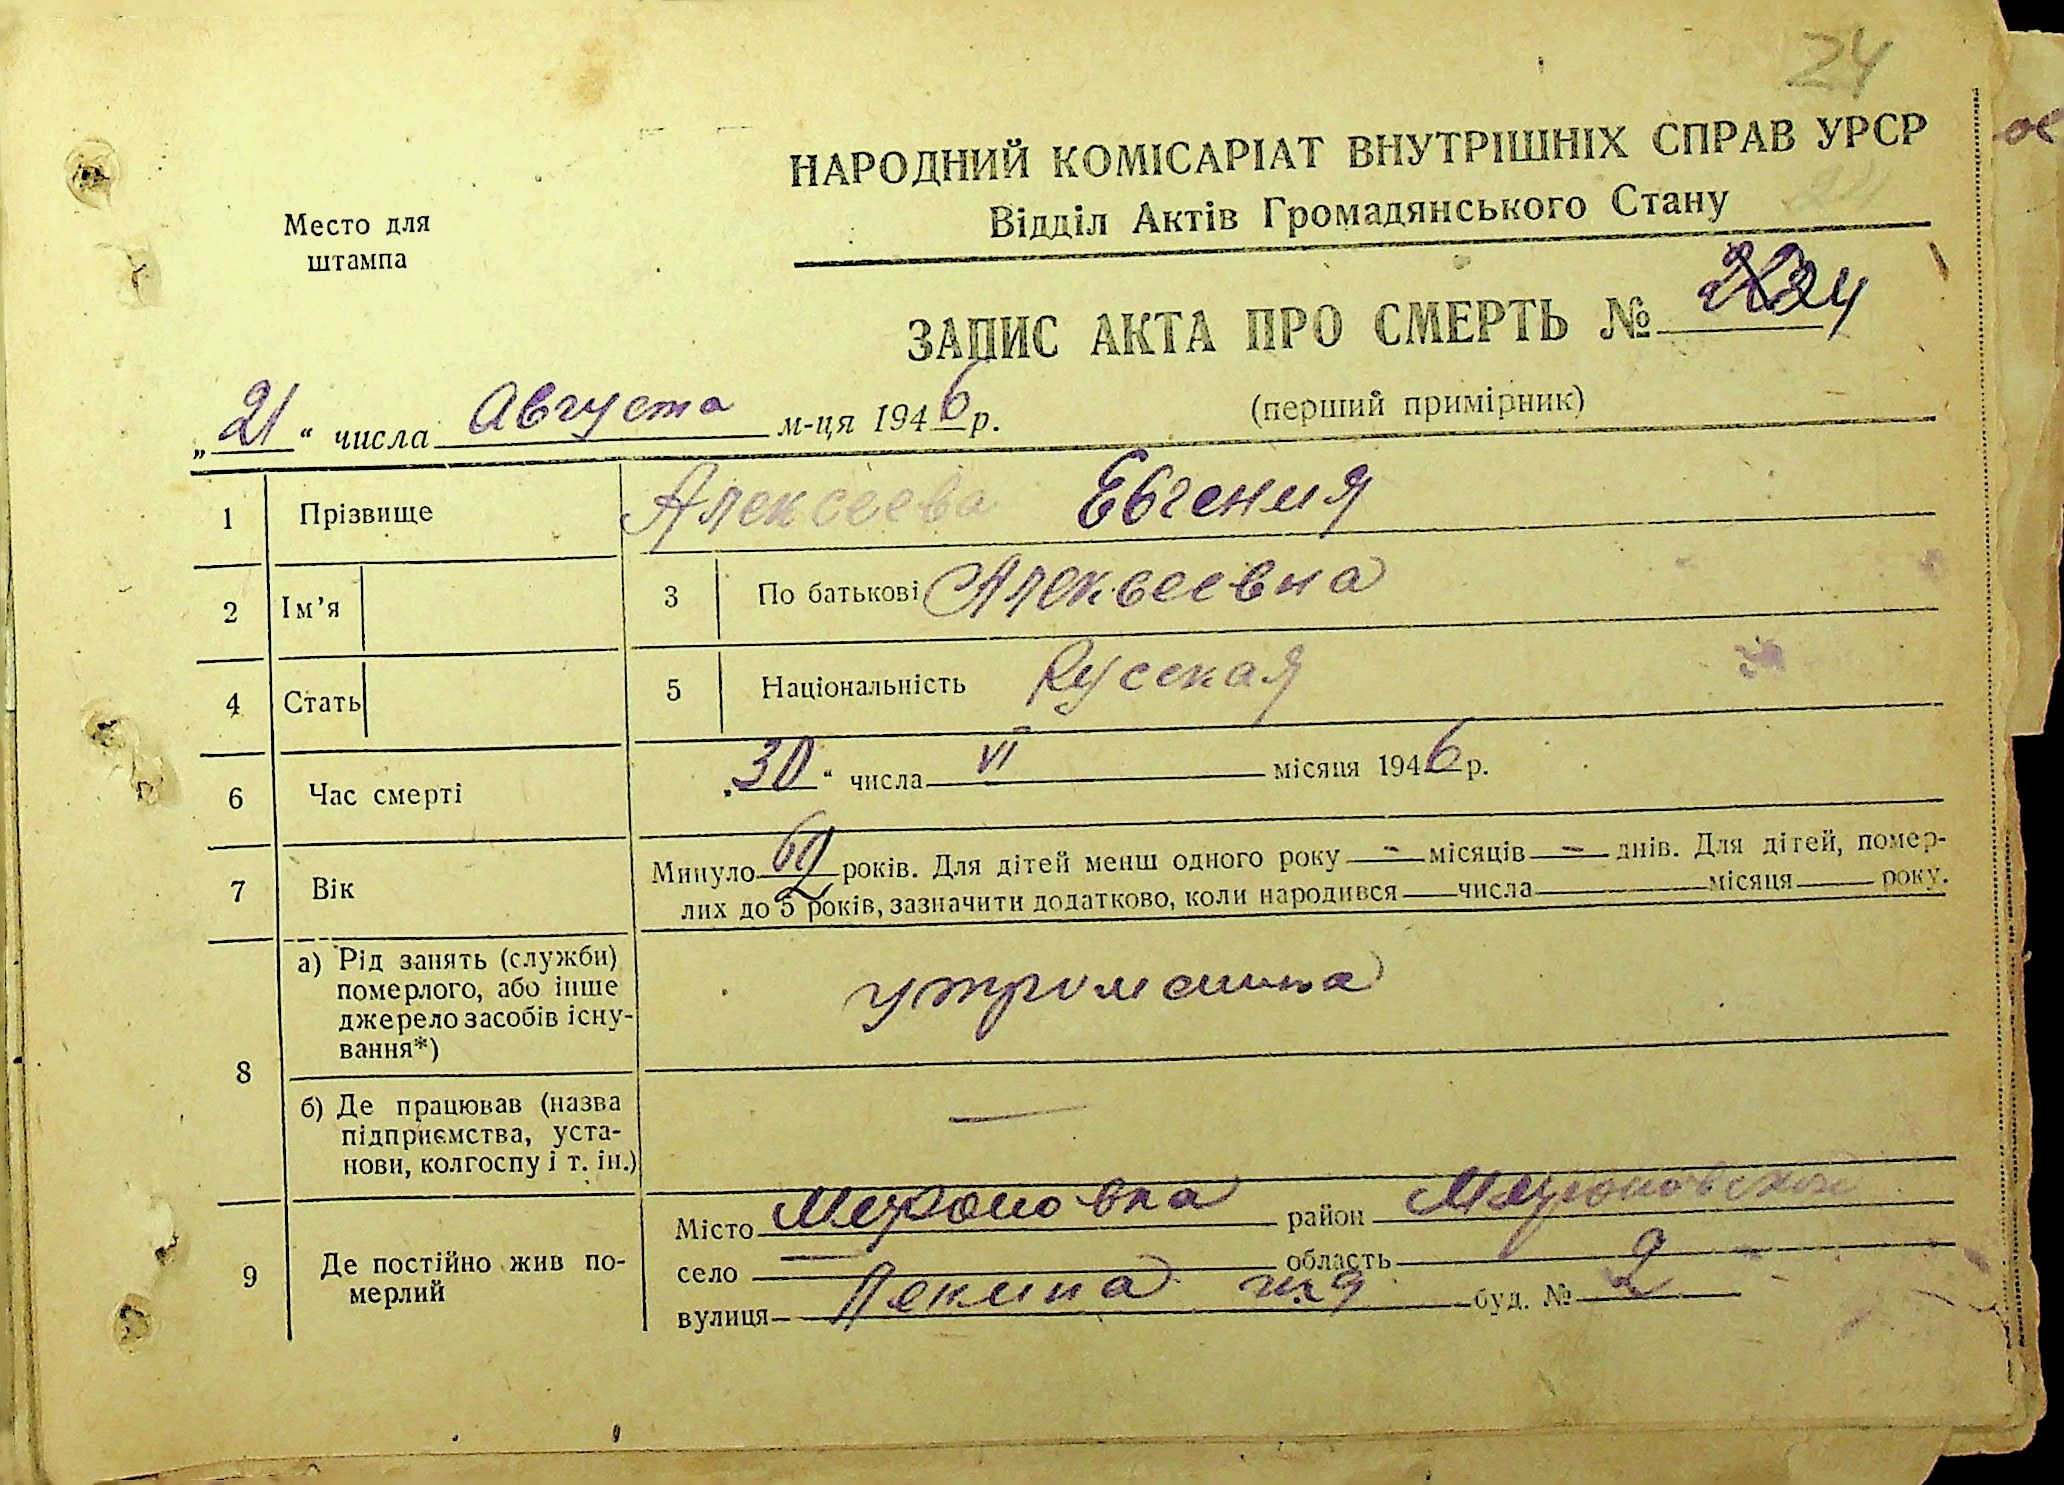 24
НАРОДНИЙ КОМІСАРІАТ ВНУТРІШНІХ СПРАВ УРСР
Відділ Актів Громадянського Стану
Место для
штампа
ЗАПИС АКТА ПРО СМЕРТЬ № 24
(перший примірник)
„21“ числа Августа м-ця 1946 р.
1 Прізвище Алексеева Евгения
2 Ім'я 3 По батькові Алексеевна
4 Стать 5 Національність Русская
6 Час смерті „30“ числа VI місяця 1946 р.
7 Вік Минуло 60 років. Для дітей менш одного року - місяців - днів. Для дітей, помер-
лих до 5 років, зазначити додатково, коли народився числа місяця року.
8 а) Рід занять (служби)
померлого, або інше
джерело засобів існу-
вання*)
б) Де працював (назва
підприємства, уста-
нови, колгоспу і т. ін.) —
9 Де постійно жив по-
мерлий
Місто Мироновка район Мироновский
село — область
вулиця Ленина буд. № 2